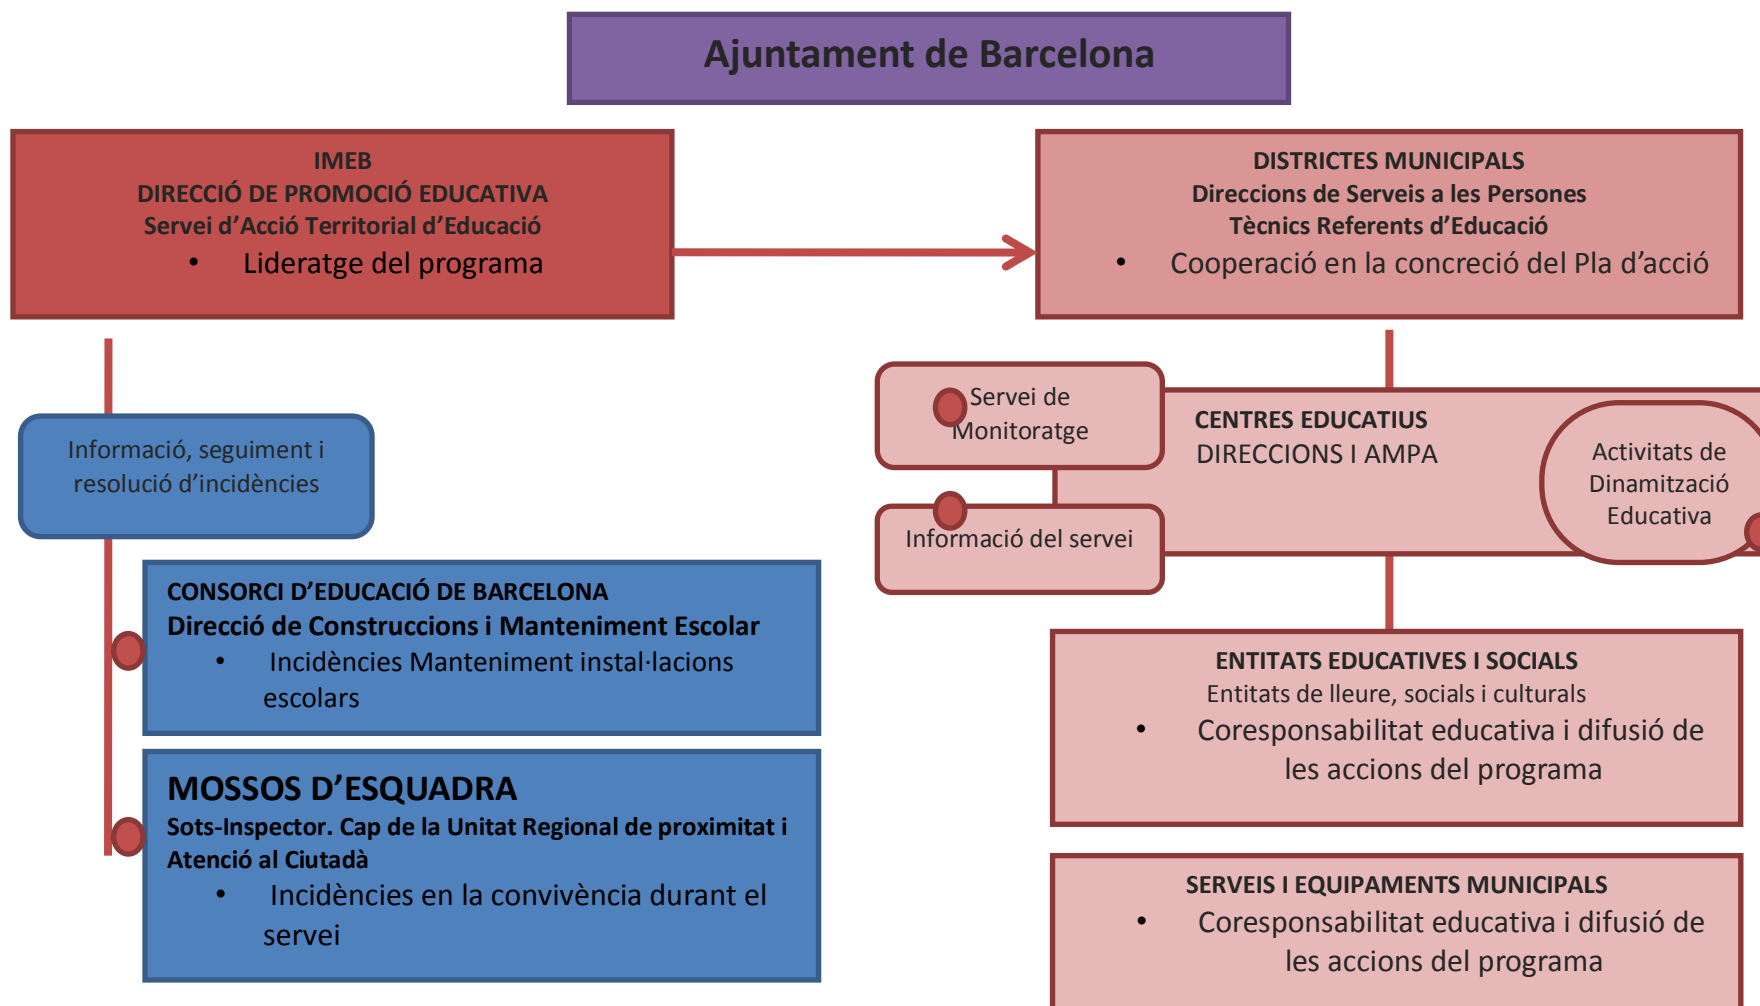 Ajuntament de Barcelona
IMEB
DIRECCIÓ DE PROMOCIÓ EDUCATIVA
Servei d’Acció Territorial d’Educació
• Lideratge del programa
DISTRICTES MUNICIPALS
Direccions de Serveis a les Persones
Tècnics Referents d’Educació
• Cooperació en la concreció del Pla d’acció
Informació, seguiment i
resolució d’incidències
Servei de
Monitoratge
Informació del servei
CENTRES EDUCATIUS
DIRECCIONS I AMPA
Activitats de
Dinamització
Educativa
CONSORCI D’EDUCACIÓ DE BARCELONA
Direcció de Construccions i Manteniment Escolar
• Incidències Manteniment instal·lacions
escolars
MOSSOS D’ESQUADRA
Sots-Inspector. Cap de la Unitat Regional de proximitat i
Atenció al Ciutadà
• Incidències en la convivència durant el
servei
ENTITATS EDUCATIVES I SOCIALS
Entitats de lleure, socials i culturals
• Coresponsabilitat educativa i difusió de
les accions del programa
SERVEIS I EQUIPAMENTS MUNICIPALS
• Coresponsabilitat educativa i difusió de
les accions del programa